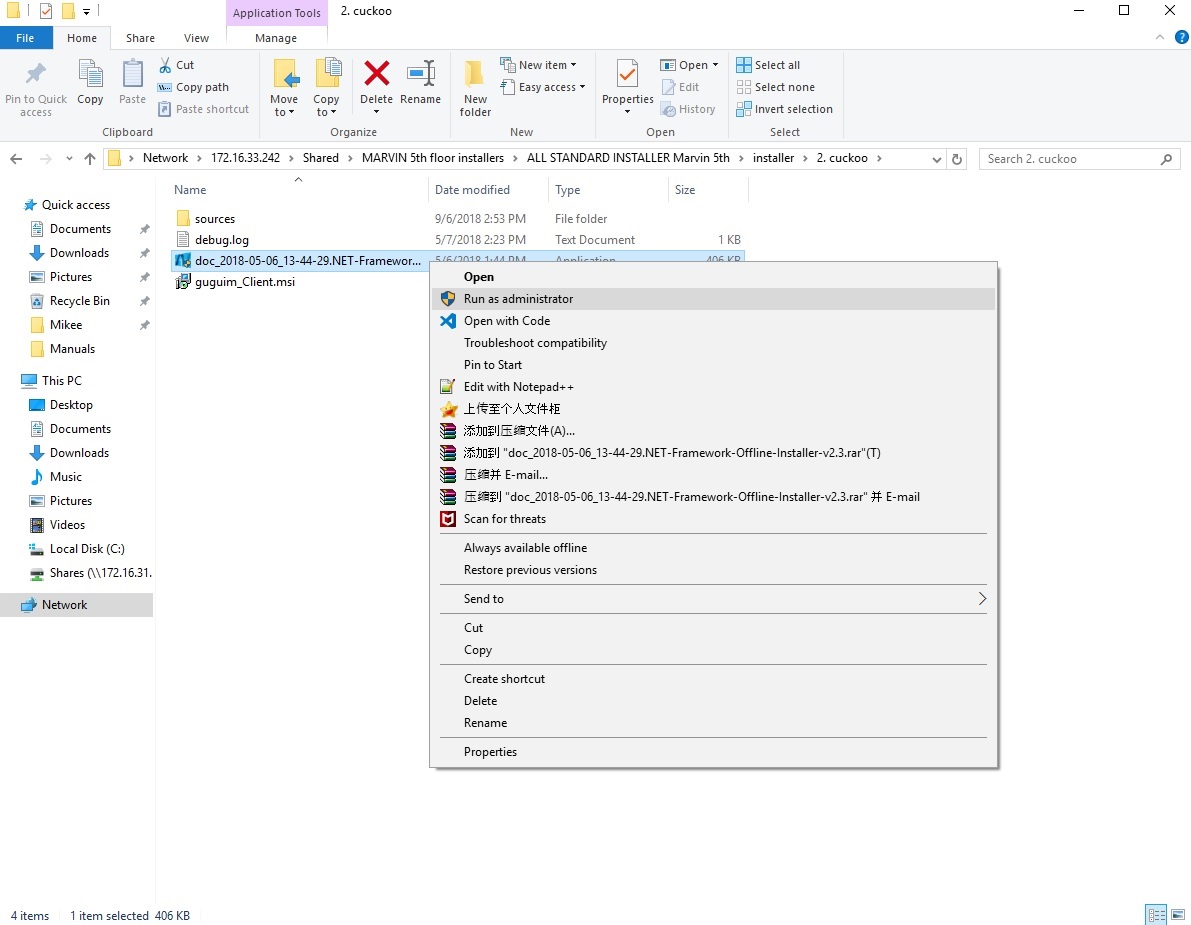 Application Tools
2. cuckoo
File
Home
Share
View
Manage
Pin to Quick access
Copy
Paste
Cut
Copy path
Paste shortcut
Clipboard
Move to
Copy to
Delete
Rename
Organize
New folder
New item
Easy access
New
Properties
Open
Edit
History
Open
Select all
Select none
Invert selection
Select
Network
172.16.33.242
Shared
MARVIN 5th floor installers
ALL STANDARD INSTALLER Marvin 5th
installer
2. cuckoo
Search 2. cuckoo
Quick access
Documents
Downloads
Pictures
Recycle Bin
Mikee
Manuals
This PC
Desktop
Documents
Downloads
Music
Pictures
Videos
Local Disk (C:)
Shares (\\172.16.31.
Network
Name Date modified Type Size
sources 9/6/2018 2:53 PM File folder
debug.log 5/7/2018 2:23 PM Text Document 1 KB
doc_2018-05-06_13-44-29.NET-Framewor... 5/6/2018 1:44 PM Application 406 KB
guguim_Client.msi
Open
Run as administrator
Open with Code
Troubleshoot compatibility
Pin to Start
Edit with Notepad++
上传至个人文件柜
添加到压缩文件(A)...
添加到 "doc_2018-05-06_13-44-29.NET-Framework-Offline-Installer-v2.3.rar"(T)
压缩并 E-mail...
压缩到 "doc_2018-05-06_13-44-29.NET-Framework-Offline-Installer-v2.3.rar" 并 E-mail
Scan for threats
Always available offline
Restore previous versions
Send to
Cut
Copy
Create shortcut
Delete
Rename
Properties
4 items 1 item selected 406 KB